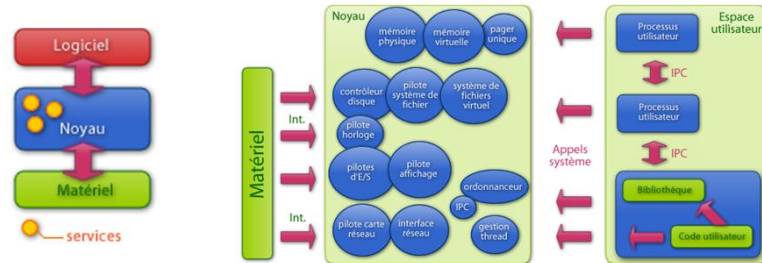 Logiciel
Noyau
Matériel
services
Matériel
Int.
Int.
Noyau
mémoire
physique
mémoire
virtuelle
pager
unique
contrôleur
disque
pilote
système de
fichier
système de
fichiers
virtuel
pilote
horloge
pilotes
d'E/S
pilote
affichage
ordonnanceur
IPC
pilote carte
réseau
interface
réseau
gestion
thread
Appels
système
Espace
utilisateur
Processus
utilisateur
IPC
Processus
utilisateur
IPC
Bibliothèque
Code utilisateur